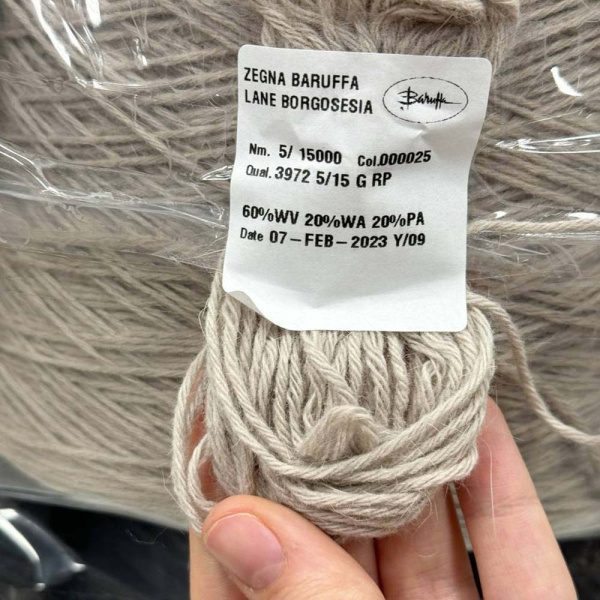 ZEGNA BARUFFA
LANE BORGOSESIA
Baruffa
Nm. 5/ 15000 Col.000025
Qual. 3972 5/15 G RP
60%WV 20%WA 20%PA
Date 07-FEB-2023 Y/09